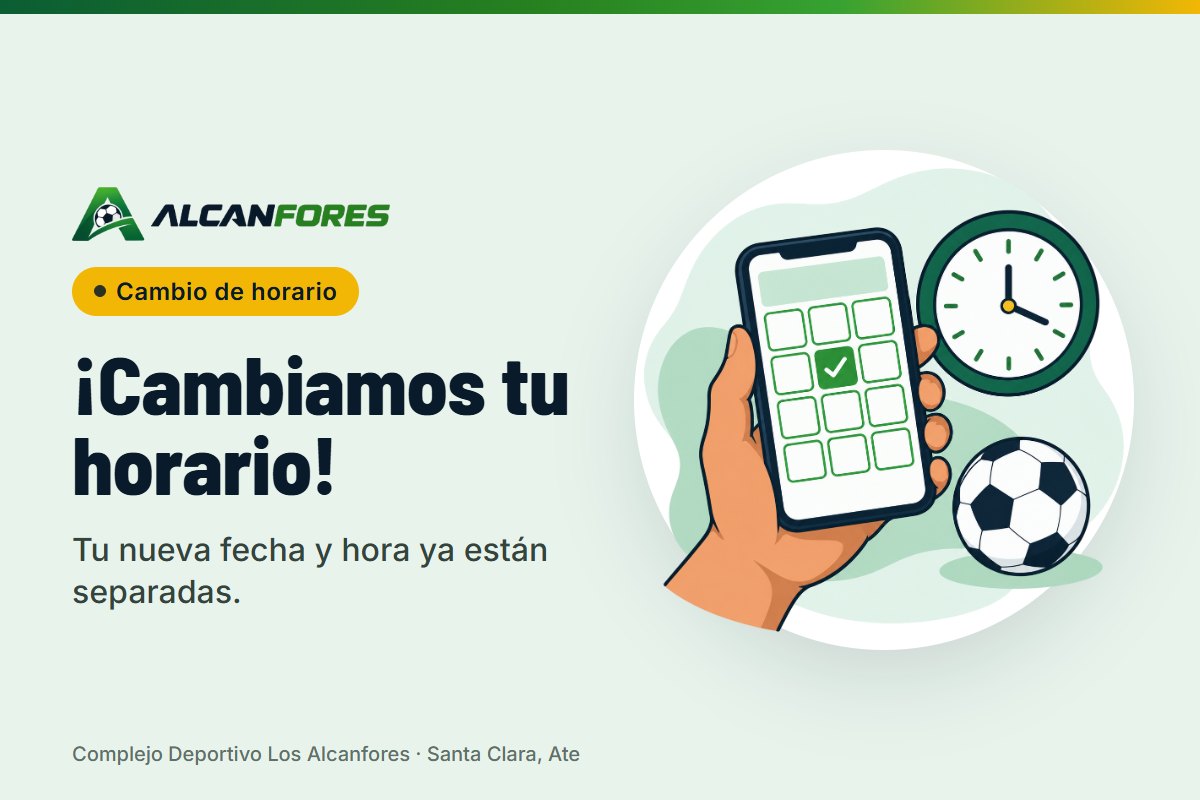 ALCANFORES
Cambio de horario
¡Cambiamos tu
horario!
Tu nueva fecha y hora ya están
separadas.
Complejo Deportivo Los Alcanfores · Santa Clara, Ate